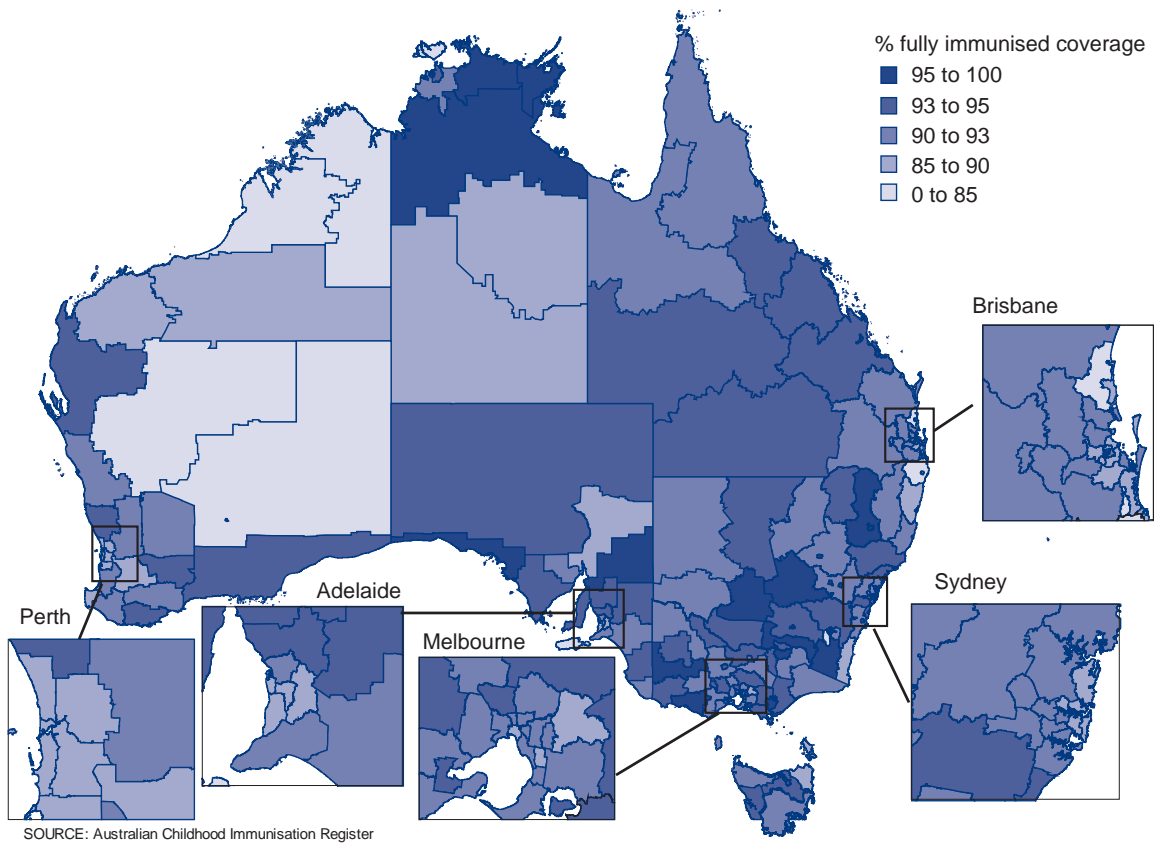 % fully immunised coverage
95 to 100
93 to 95
90 to 93
85 to 90
0 to 85
Brisbane
Sydney
Adelaide
Perth
Melbourne
SOURCE: Australian Childhood Immunisation Register